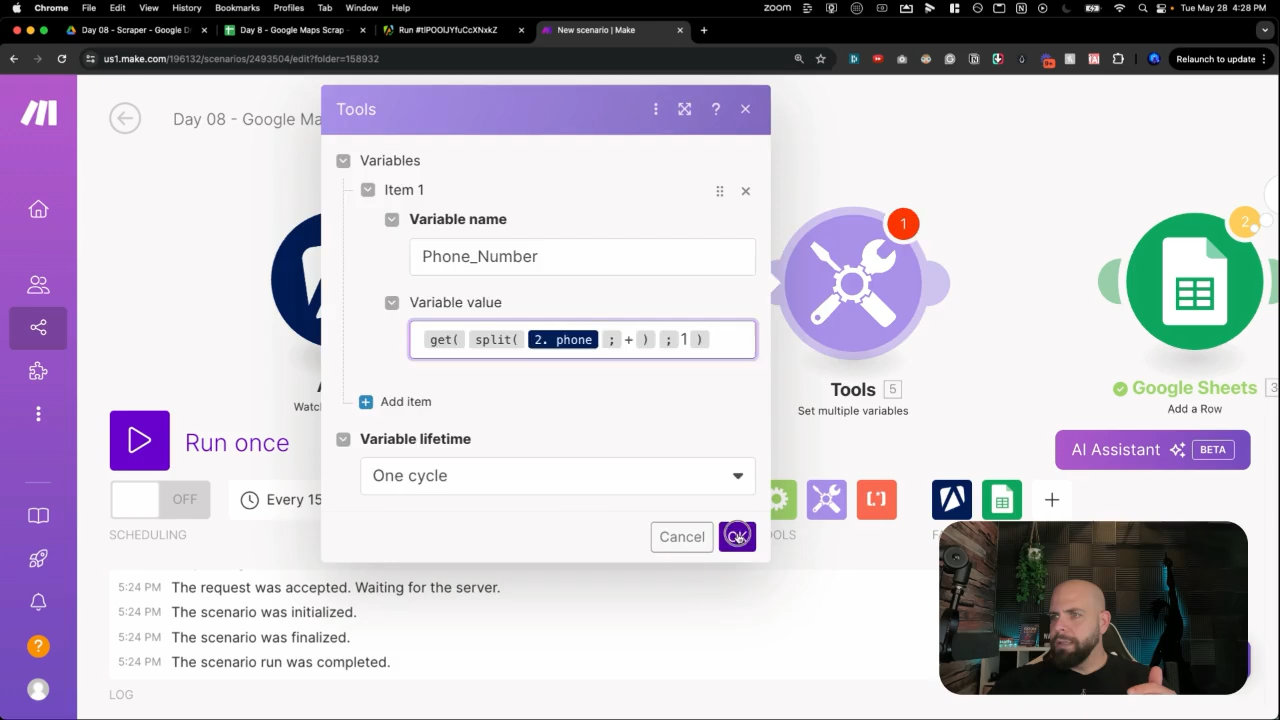 Chrome File Edit View History Bookmarks Profiles Tab Window Help
zoom Tue May 28 4:28 PM
Day 08 - Scraper - Google D
Day 8 - Google Maps Scrap -
New scenario | Make
us1.make.com/196132/scenarios/2493504/edit?folder=158932
Relaunch to update
Day 08 - Google Ma
Tools
?
Variables
Item 1
Variable name
Phone_Number
Variable value
get( split( 2. phone ; + ) ; 1 )
Add item
Variable lifetime
One cycle
Cancel
OK
1
2
Tools 5
Set multiple variables
Google Sheets 3
Add a Row
Watc
Run once
AI Assistant BETA
OFF
Every 15
SCHEDULING
OOLS
5:24 PM The request was accepted. Waiting for the server.
5:24 PM The scenario was initialized.
5:24 PM The scenario was finalized.
5:24 PM The scenario run was completed.
LOG
?